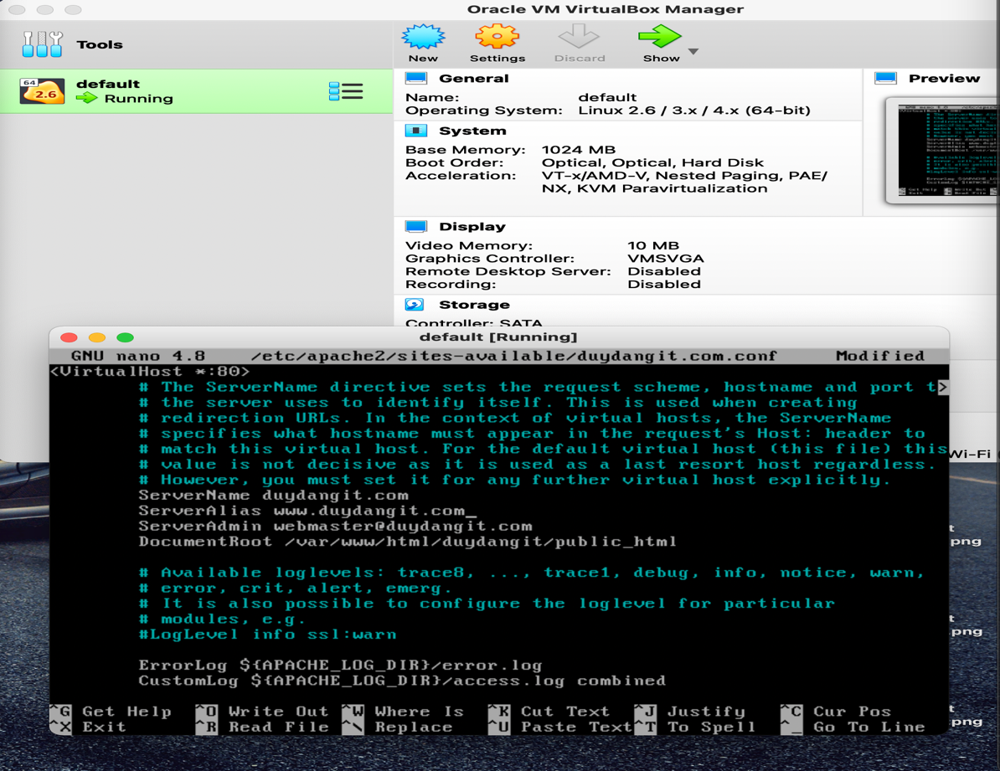 Oracle VM VirtualBox Manager
Tools
New
Settings
Discard
Show
64
2.6
default
Running
General
Name: default
Operating System: Linux 2.6 / 3.x / 4.x (64-bit)
System
Base Memory: 1024 MB
Boot Order: Optical, Optical, Hard Disk
Acceleration: VT-x/AMD-V, Nested Paging, PAE/
NX, KVM Paravirtualization
Display
Video Memory: 10 MB
Graphics Controller: VMSVGA
Remote Desktop Server: Disabled
Recording: Disabled
Storage
Controller: SATA
Preview
default [Running]
GNU nano 4.8 /etc/apache2/sites-available/duydangit.com.conf Modified
<VirtualHost *:80>
# The ServerName directive sets the request scheme, hostname and port t>
# the server uses to identify itself. This is used when creating
# redirection URLs. In the context of virtual hosts, the ServerName
# specifies what hostname must appear in the request's Host: header to
# match this virtual host. For the default virtual host (this file) this
# value is not decisive as it is used as a last resort host regardless.
# However, you must set it for any further virtual host explicitly.
ServerName duydangit.com
ServerAlias www.duydangit.com_
ServerAdmin webmaster@duydangit.com
DocumentRoot /var/www/html/duydangit/public_html
# Available loglevels: trace8, ..., trace1, debug, info, notice, warn,
# error, crit, alert, emerg.
# It is also possible to configure the loglevel for particular
# modules, e.g.
#LogLevel info ssl:warn
ErrorLog ${APACHE_LOG_DIR}/error.log
CustomLog ${APACHE_LOG_DIR}/access.log combined
^G Get Help ^O Write Out ^W Where Is ^K Cut Text ^J Justify ^C Cur Pos
^X Exit ^R Read File ^\ Replace ^U Paste Text ^T To Spell ^_ Go To Line
Wi-Fi
t
png
t
png
t
png